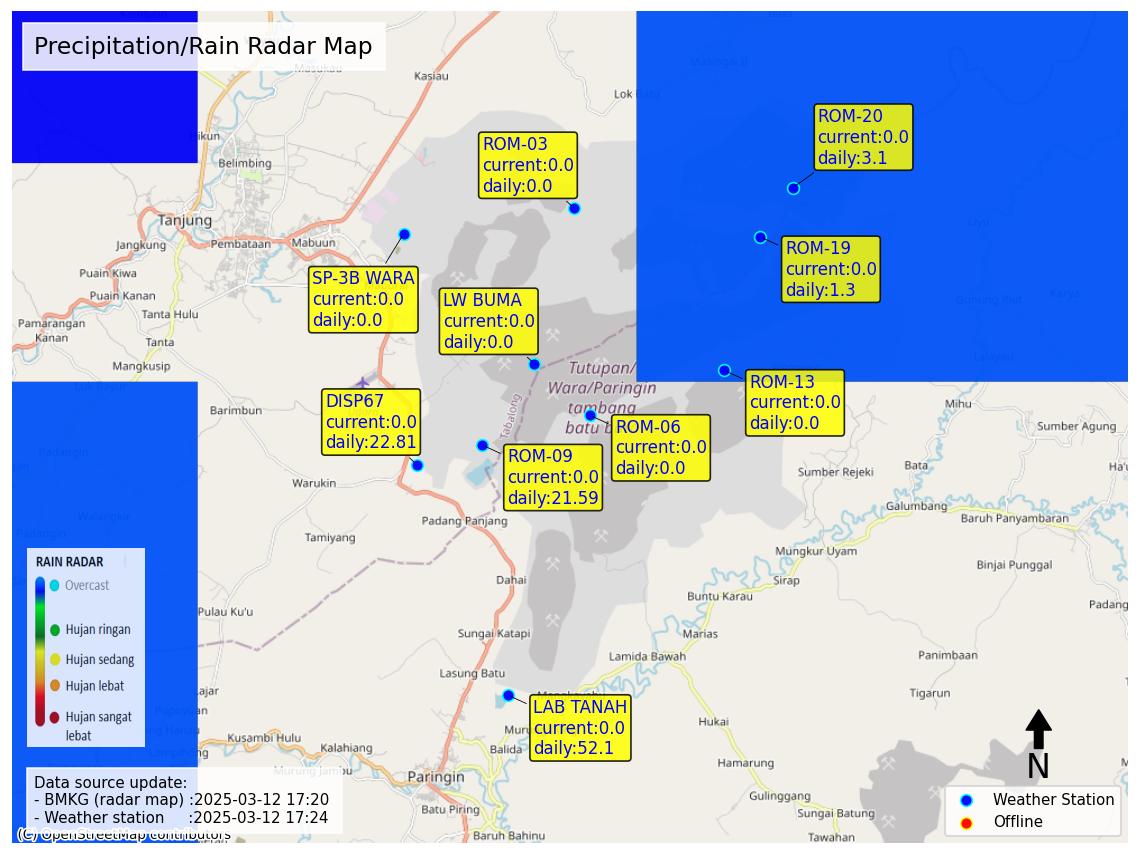 Precipitation/Rain Radar Map
Kasiau
Masukau
Maringkai
Lok Batu
Hikun
Belimbing
Tanjung
Jangkung
Pembataan
Mabuun
Puain Kiwa
Puain Kanan
Tanta Hulu
Pamarangan
Kanan
Tanta
Mangkusip
Barimbun
Warukin
Tamiyang
Padang Panjang
Dahai
Pulau Ku'u
Sungai Katapi
Lasung Batu
ROM-03
current:0.0
daily:0.0
ROM-20
current:0.0
daily:3.1
ROM-19
current:0.0
daily:1.3
SP-3B WARA
current:0.0
daily:0.0
LW BUMA
current:0.0
daily:0.0
ROM-13
current:0.0
daily:0.0
DISP67
current:0.0
daily:22.81
ROM-06
current:0.0
daily:0.0
ROM-09
current:0.0
daily:21.59
LAB TANAH
current:0.0
daily:52.1
Tutupan/
Wara/Paringin
tambang
batu
Tabalong
Liyu
Gunung Riut
Karya
Lalayau
Mihu
Sumber Agung
Sumber Rejeki
Bata
Galumbang
Baruh Panyambaran
Mungkur Uyam
Binjai Punggal
Sirap
Buntu Karau
Padang
Marias
Lamida Bawah
Panimbaan
Tigarun
Mangkayahu
Hukai
Balida
Hamarung
Kusambi Hulu
Kalahiang
Murung Jambu
Paringin
Batu Piring
Gulinggang
Sungai Batung
Baruh Bahinu
Tawahan
Padangin
Walangkir
RAIN RADAR
Overcast
Hujan ringan
Hujan sedang
Hujan lebat
Hujan sangat
lebat
Data source update:
- BMKG (radar map) :2025-03-12 17:20
- Weather station :2025-03-12 17:24
(C) OpenStreetMap contributors
N
Weather Station
Offline